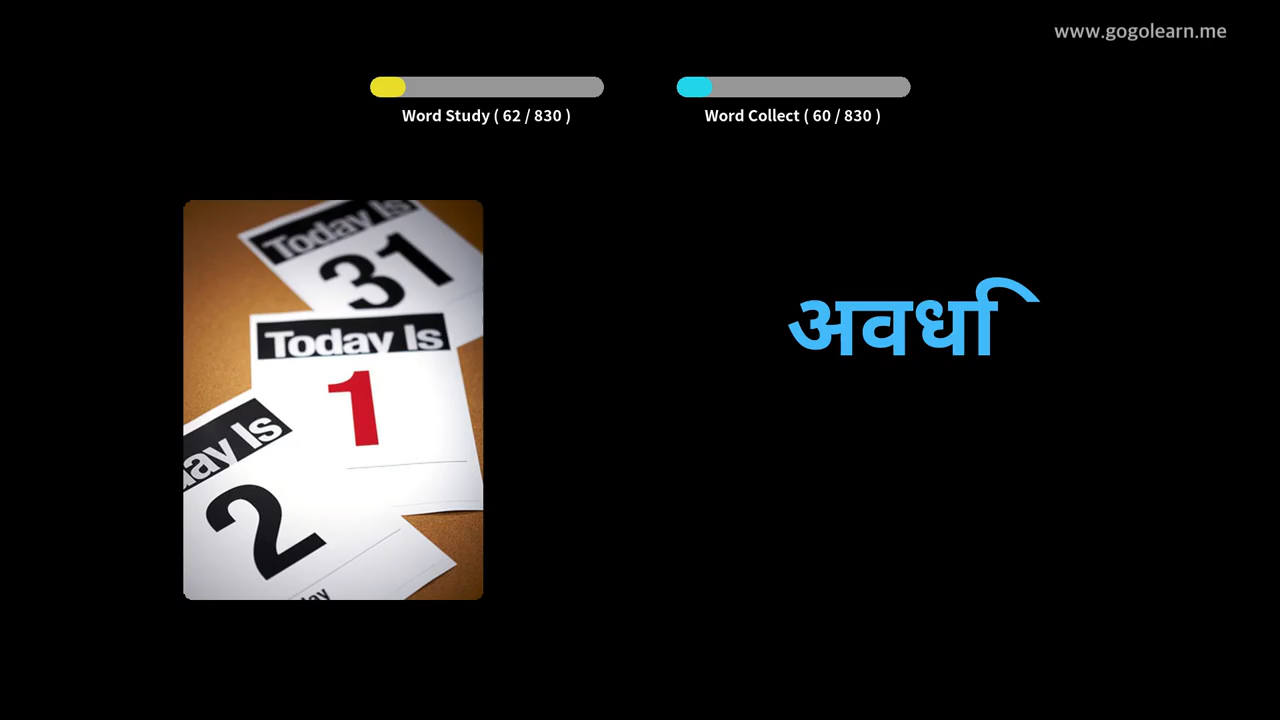 www.gogolearn.me
Word Study ( 62 / 830 )
Word Collect ( 60 / 830 )
Today Is
31
Today Is
1
ay Is
2
अवधि